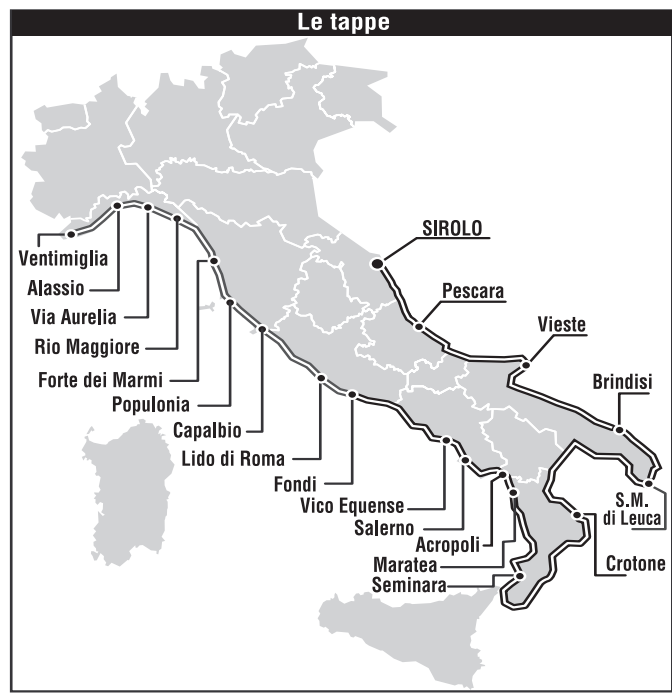 Le tappe
SIROLO
Pescara
Vieste
Brindisi
S.M.
di Leuca
Crotone
Ventimiglia
Alassio
Via Aurelia
Rio Maggiore
Forte dei Marmi
Populonia
Capalbio
Lido di Roma
Fondi
Vico Equense
Salerno
Acropoli
Maratea
Seminara